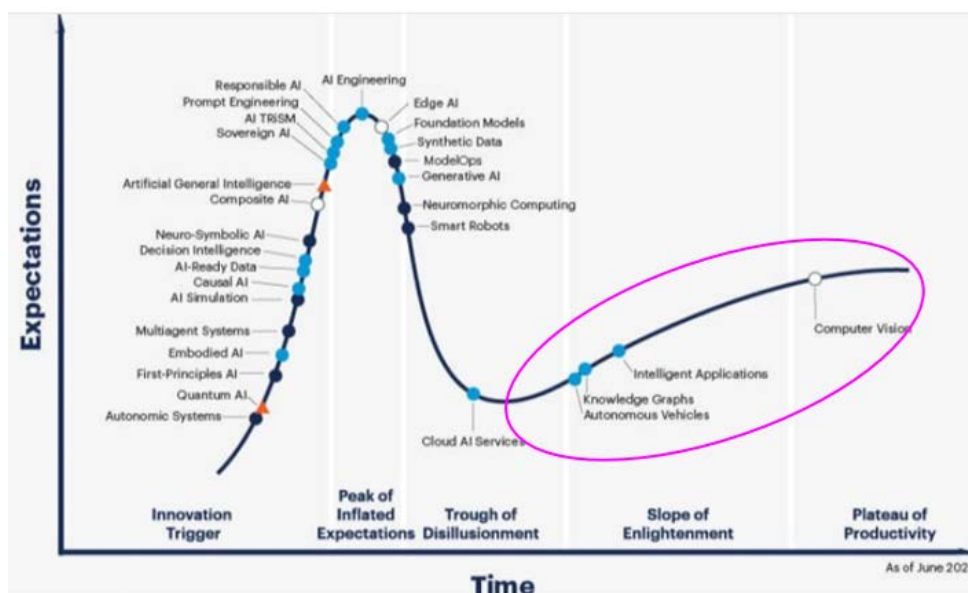 Expectations
AI Engineering
Responsible AI
Prompt Engineering
AI TRiSM
Sovereign AI
Artificial General Intelligence
Composite AI
Neuro-Symbolic AI
Decision Intelligence
AI-Ready Data
Causal AI
AI Simulation
Multiagent Systems
Embodied AI
First-Principles AI
Quantum AI
Autonomic Systems
Edge AI
Foundation Models
Synthetic Data
ModelOps
Generative AI
Neuromorphic Computing
Smart Robots
Cloud AI Services
Autonomous Vehicles
Knowledge Graphs
Intelligent Applications
Computer Vision
Innovation
Trigger
Peak of
Inflated
Expectations
Trough of
Disillusionment
Slope of
Enlightenment
Plateau of
Productivity
As of June 202
Time